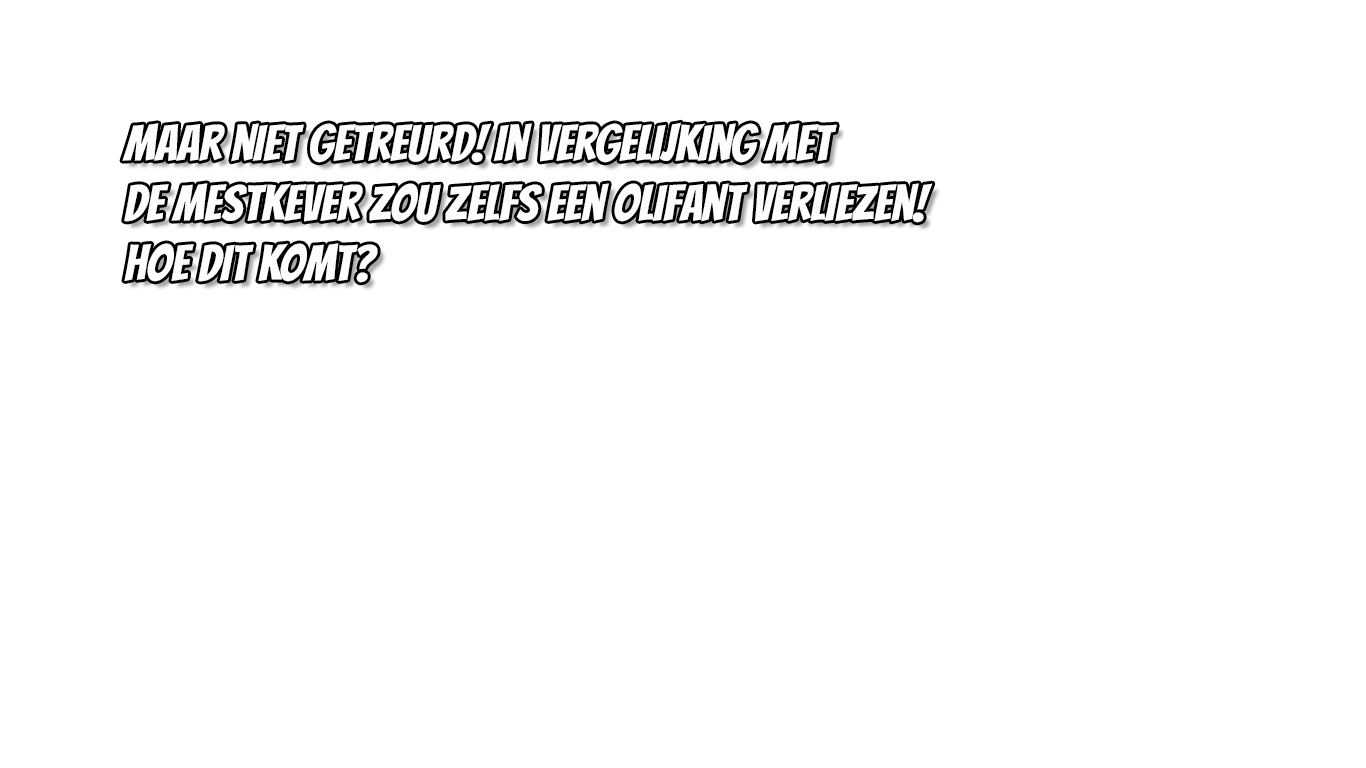 MAAR NIET GETREURD! IN VERGELIJKING MET
DE MESTKEVER ZOU ZELFS EEN OLIFANT VERLIEZEN!
HOE DIT KOMT?